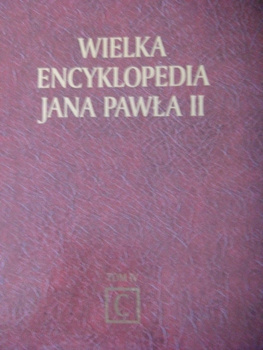 WIELKA
ENCYKLOPEDIA
JANA PAWŁA II
TOM IV
C